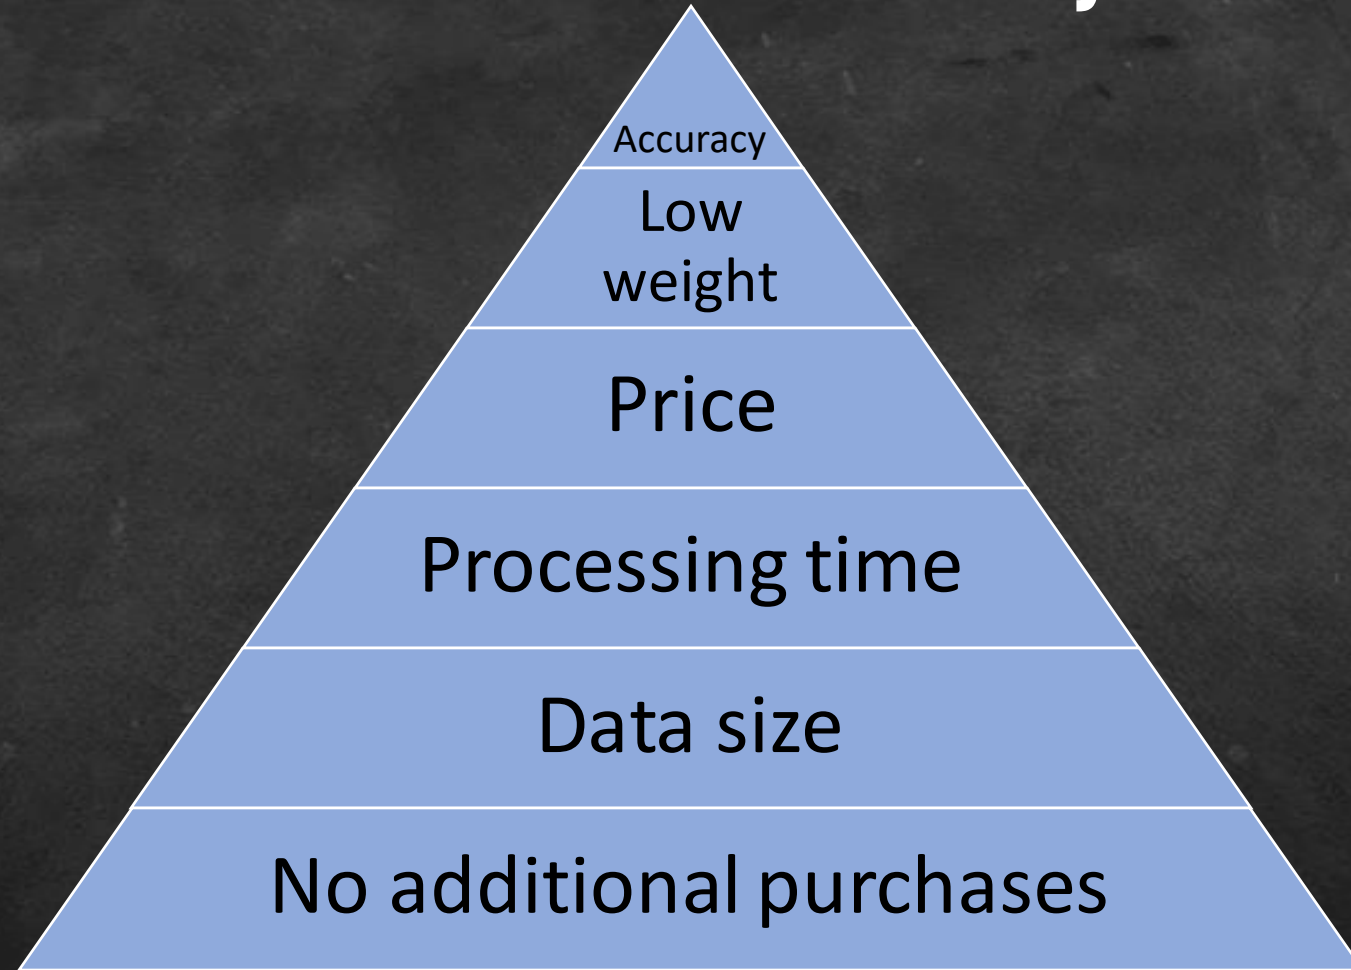 Accuracy
Low
weight
Price
Processing time
Data size
No additional purchases